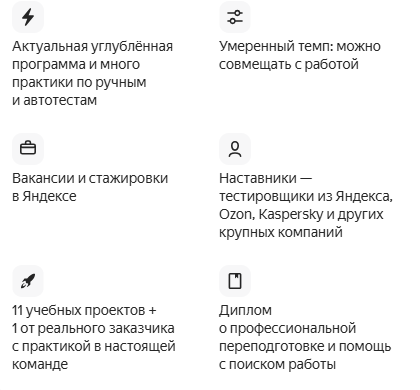 Актуальная углублённая
программа и много
практики по ручным
и автотестам
Умеренный темп: можно
совмещать с работой
Вакансии и стажировки
в Яндексе
Наставники —
тестировщики из Яндекса,
Ozon, Kaspersky и других
крупных компаний
11 учебных проектов +
1 от реального заказчика
с практикой в настоящей
команде
Диплом
о профессиональной
переподготовке и помощь
с поиском работы